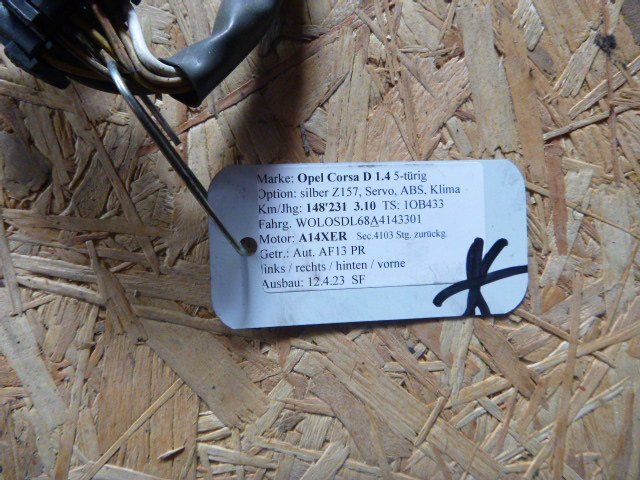 Marke: Opel Corsa D 1.4 5-türig
Option: silber Z157, Servo, ABS, Klima
Km/Jhg: 148'231 3.10 TS: 1OB433
Fahrg. WOLOSDL68A4143301
Motor: A14XER Sec.4103 Stg. zurückg.
Getr.: Aut. AF13 PR
links / rechts / hinten / vorne
Ausbau: 12.4.23 SF